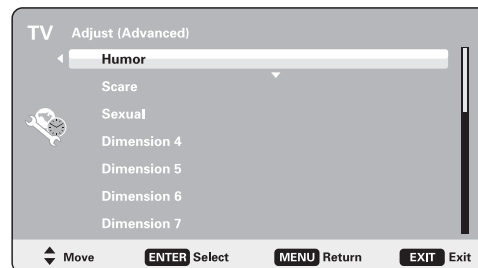 TV Adjust (Advanced)
Humor
Scare
Sexual
Dimension 4
Dimension 5
Dimension 6
Dimension 7
Move ENTER Select MENU Return EXIT Exit